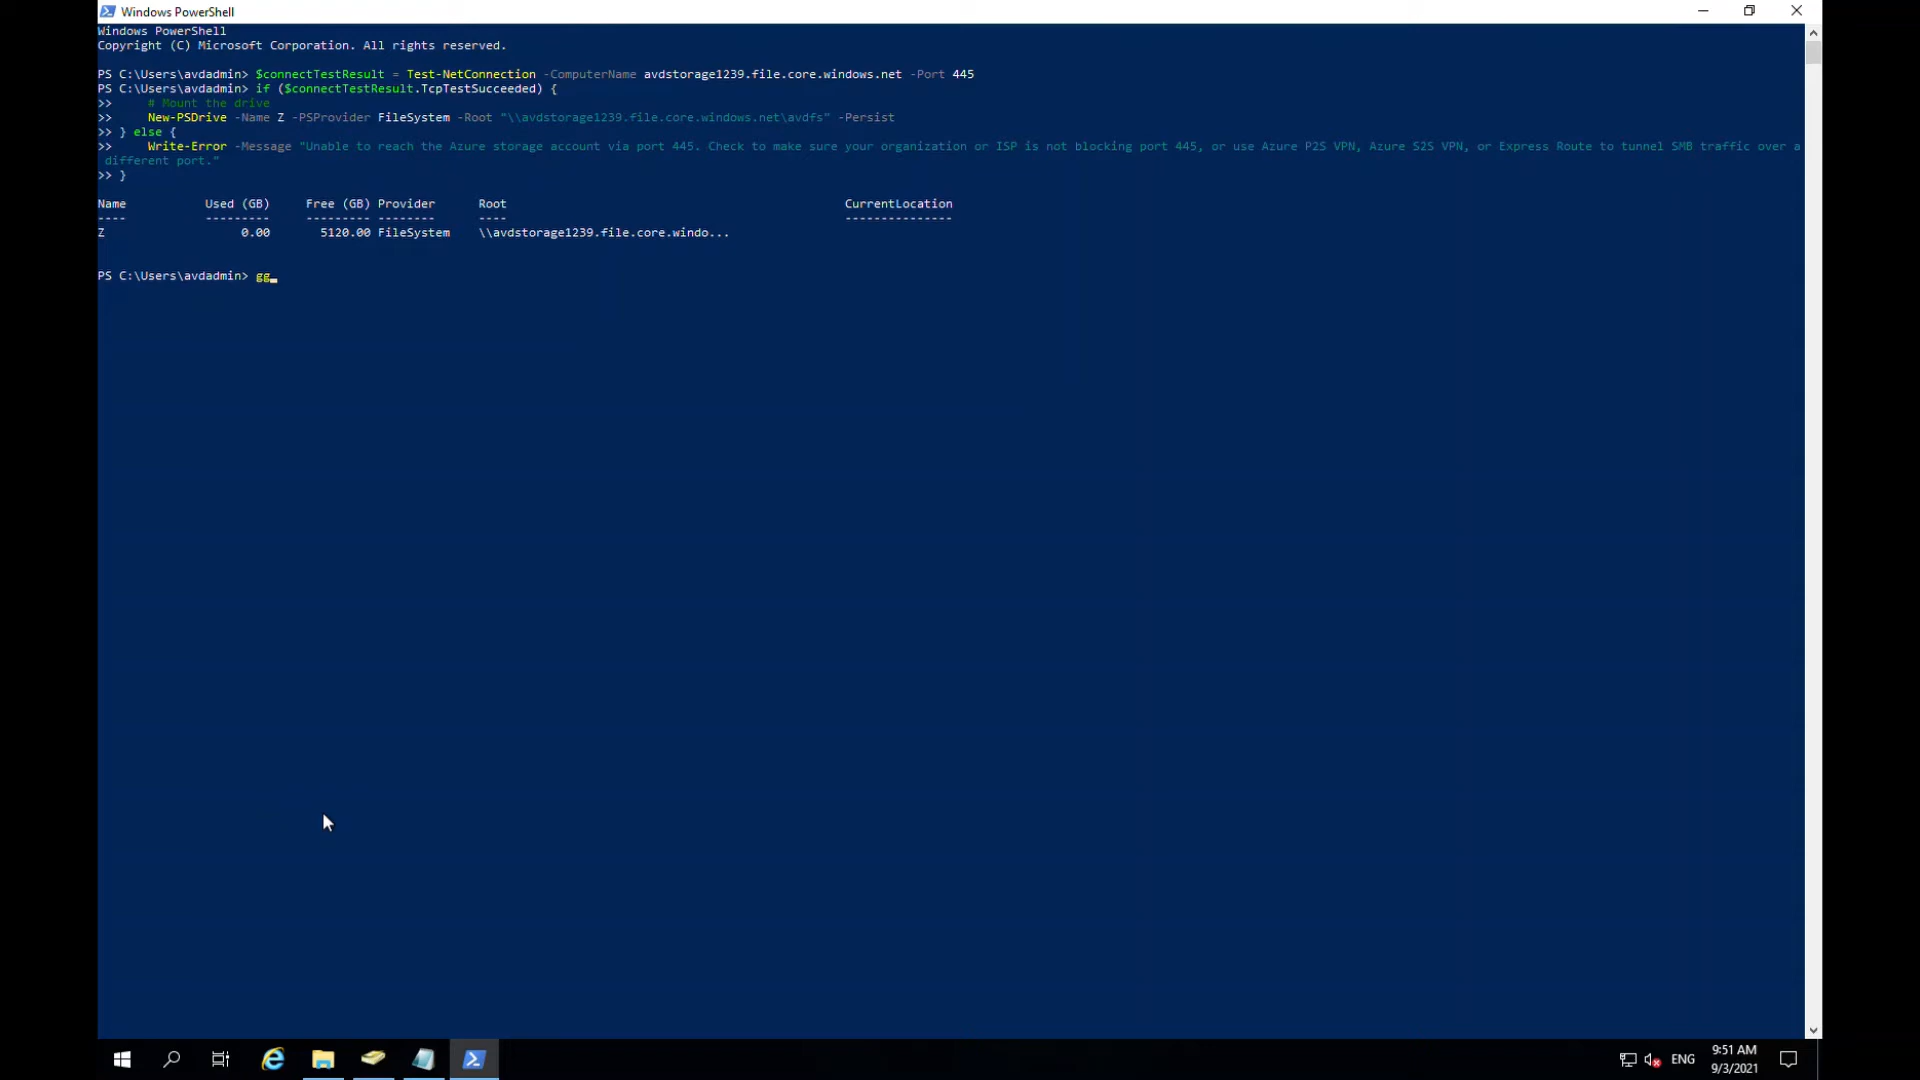 Windows PowerShell
Windows PowerShell
Copyright (C) Microsoft Corporation. All rights reserved.
PS C:\Users\avdadmin> $connectTestResult = Test-NetConnection -ComputerName avdstorage1239.file.core.windows.net -Port 445
PS C:\Users\avdadmin> if ($connectTestResult.TcpTestSucceeded) {
>>     # Mount the drive
>>     New-PSDrive -Name Z -PSProvider FileSystem -Root "\\avdstorage1239.file.core.windows.net\avdfs" -Persist
>> } else {
>>     Write-Error -Message "Unable to reach the Azure storage account via port 445. Check to make sure your organization or ISP is not blocking port 445, or use Azure P2S VPN, Azure S2S VPN, or Express Route to tunnel SMB traffic over a
different port."
>> }
Name           Used (GB)     Free (GB) Provider      Root                                               CurrentLocation
----           ---------     --------- --------      ----                                               ---------------
Z                   0.00       5120.00 FileSystem    \\avdstorage1239.file.core.windo...
PS C:\Users\avdadmin> gg_
ENG
9:51 AM
9/3/2021